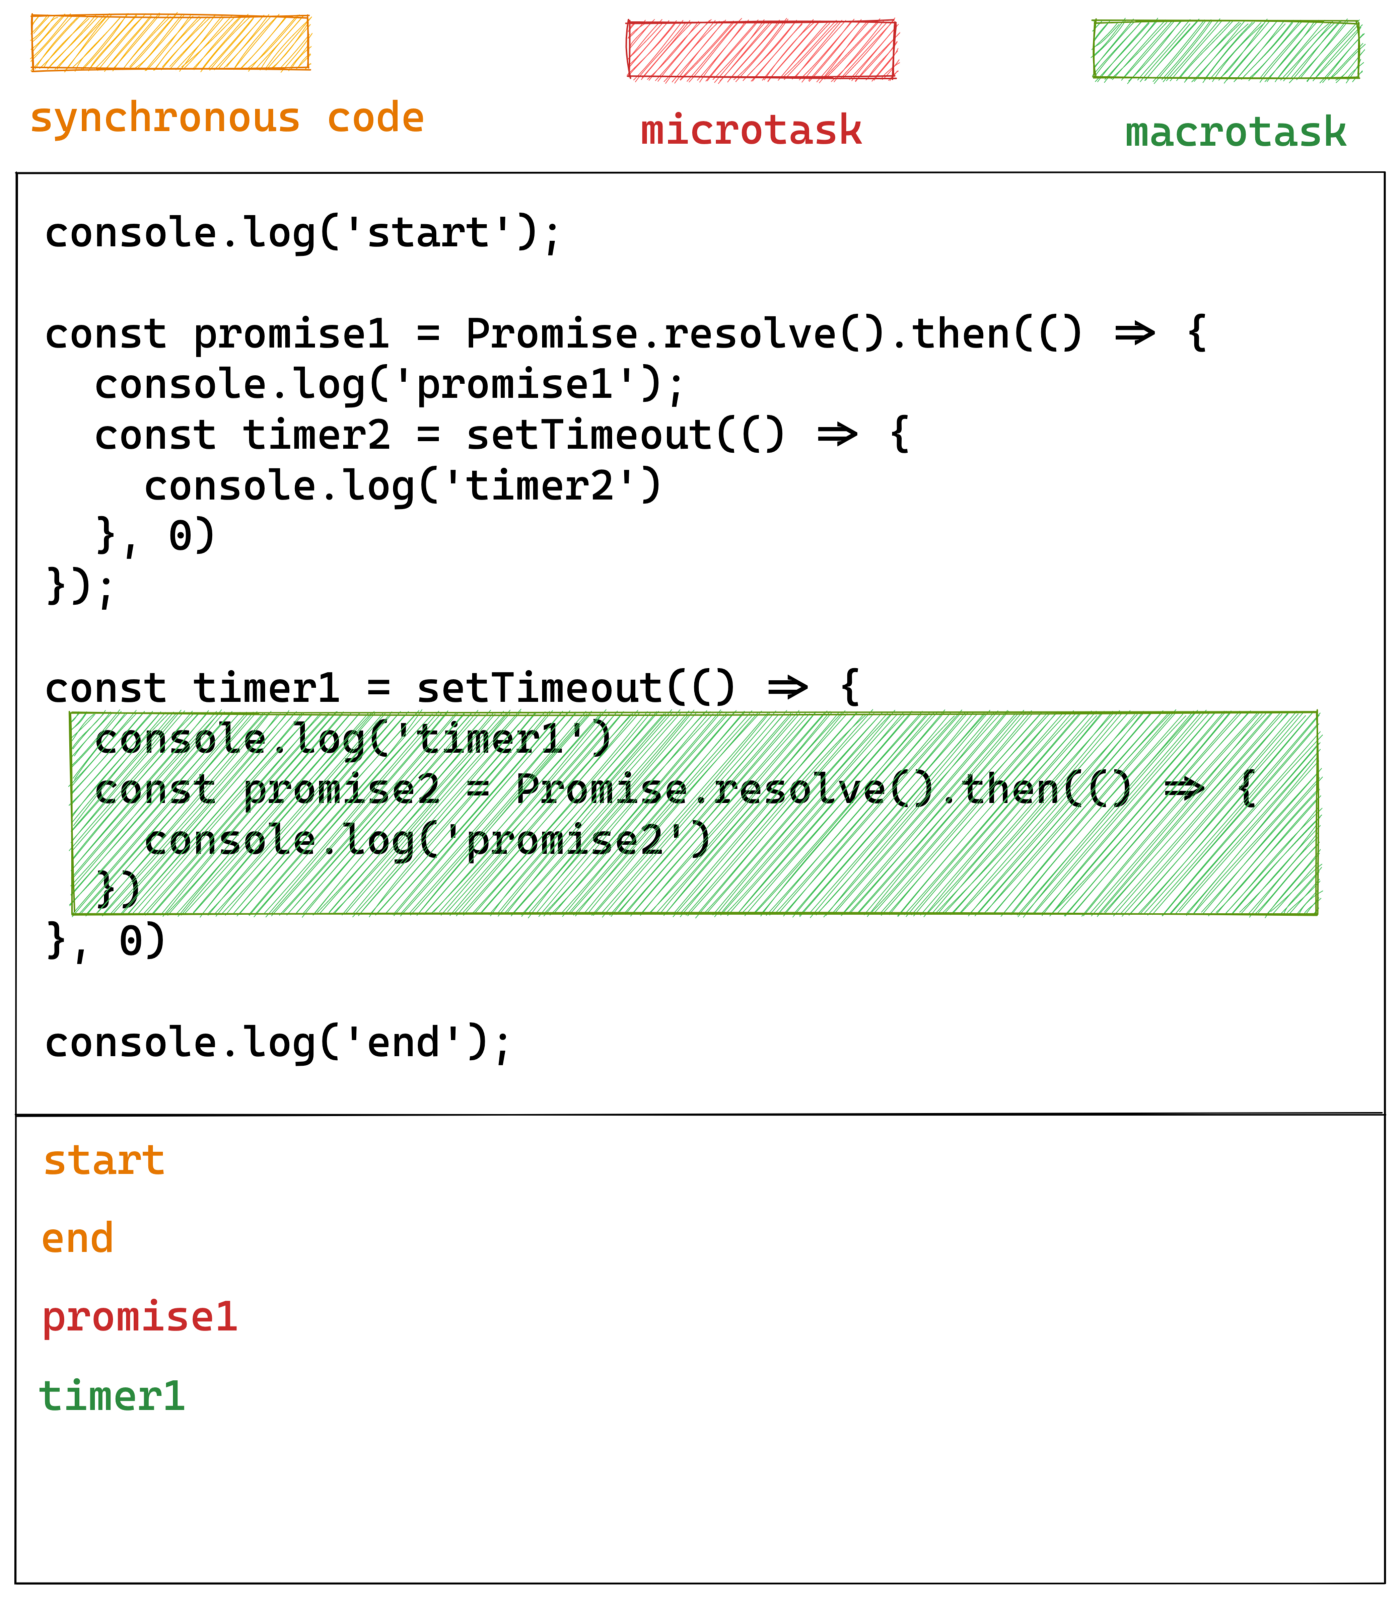 synchronous code
microtask
macrotask
console.log('start');
const promise1 = Promise.resolve().then(() => {
  console.log('promise1');
  const timer2 = setTimeout(() => {
    console.log('timer2')
  }, 0)
});
const timer1 = setTimeout(() => {
  console.log('timer1')
  const promise2 = Promise.resolve().then(() => {
    console.log('promise2')
  })
}, 0)
console.log('end');
start
end
promise1
timer1